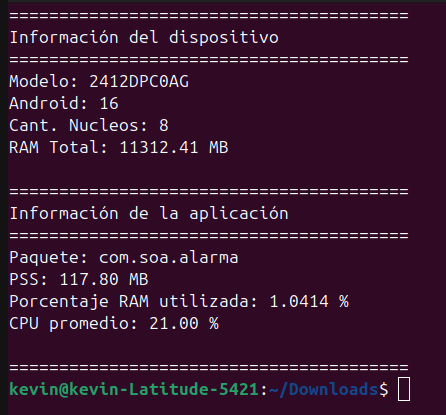 ========================================
Información del dispositivo
========================================
Modelo: 2412DPC0AG
Android: 16
Cant. Nucleos: 8
RAM Total: 11312.41 MB
========================================
Información de la aplicación
========================================
Paquete: com.soa.alarma
PSS: 117.80 MB
Porcentaje RAM utilizada: 1.0414 %
CPU promedio: 21.00 %
========================================
kevin@kevin-Latitude-5421:~/Downloads$